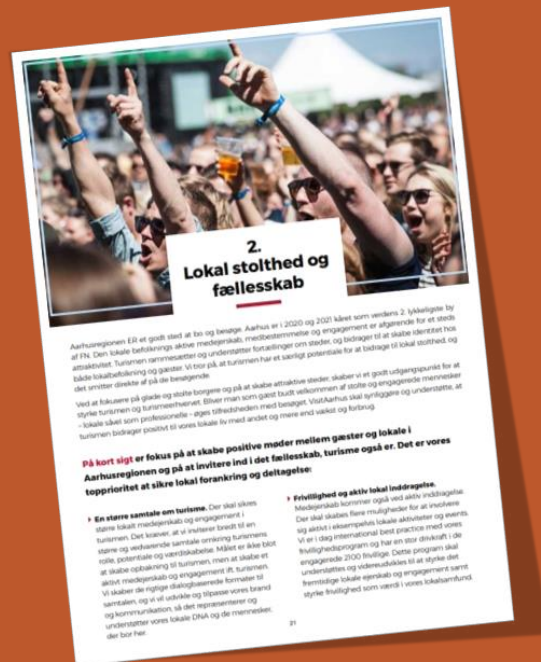 2.
Lokal stolthed og
fællesskab
Aarhusregionen ER et godt sted at bo og besøge. Aarhus er i 2020 og 2021 kåret som verdens 2. lykkeligste by
af FN. Den lokale befolknings aktive medejerskab, medbestemmelse og engagement er afgørende for et steds
attraktivitet. Turismen rammesætter og understøtter fortællinger om steder, og bidrager til at skabe identitet hos
både lokalbefolkning og gæster. Vi tror på, at turismen har et særligt potentiale for at bidrage til lokal stolthed, og
det smitter direkte af på de besøgende.
Ved at fokusere på glade og stolte borgere og på at skabe attraktive steder, skaber vi et godt udgangspunkt for at
styrke turismen og turismeerhvervet. Bliver man som gæst budt velkommen af stolte og engagerede mennesker
– lokale såvel som professionelle – øges tilfredsheden med besøget. VisitAarhus skal synliggøre og understøtte, at
turismen bidrager positivt til vores lokale liv med andet og mere end vækst og forbrug.
På kort sigt er fokus på at skabe positive møder mellem gæster og lokale i
Aarhusregionen og på at invitere ind i det fællesskab, turisme også er. Det er vores
topprioritet at sikre lokal forankring og deltagelse:
En større samtale om turisme. Der skal sikres
større lokalt medejerskab og engagement i
turismen. Det kræver, at vi inviterer bredt til en
større og vedvarende samtale omkring turismens
rolle, potentiale og værdiskabelse. Målet er ikke blot
at skabe opbakning til turismen, men at skabe et
aktivt medejerskab og engagement ift. turismen.
Vi skaber de rigtige dialogbaserede formater til
samtalen, og vi vil udvikle og tilpasse vores brand
og kommunikation, så det repræsenterer og
understøtter vores lokale DNA og de mennesker,
der bor her.
Frivillighed og aktiv lokal inddragelse.
Medejerskab kommer også ved aktiv inddragelse.
Der skal skabes flere muligheder for at involvere
sig aktivt i eksempelvis lokale aktiviteter og events.
Vi er i dag international best practice med vores
frivillighedsprogram og har en stor drivkraft i de
engagerede 2100 frivillige. Dette program skal
understøttes og videreudvikles til at styrke det
fremtidige lokale ejerskab og engagement samt
styrke frivillighed som værdi i vores lokalsamfund.
21